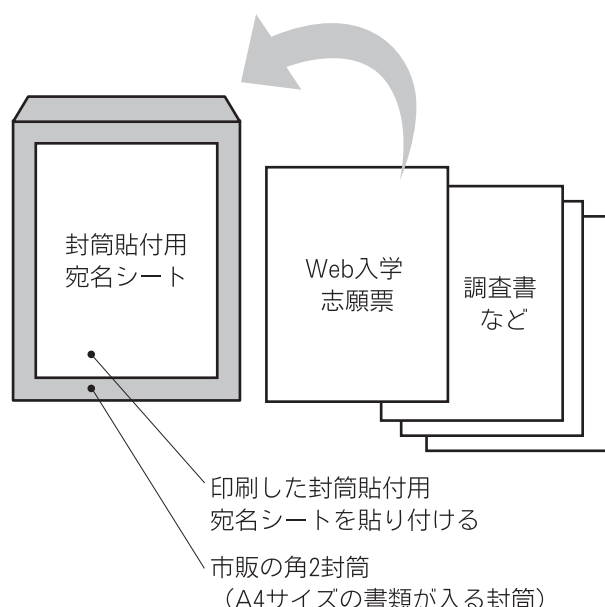 封筒貼付用
宛名シート
Web入学
志願票
調査書
など
印刷した封筒貼付用
宛名シートを貼り付ける
市販の角2封筒
（A4サイズの書類が入る封筒）